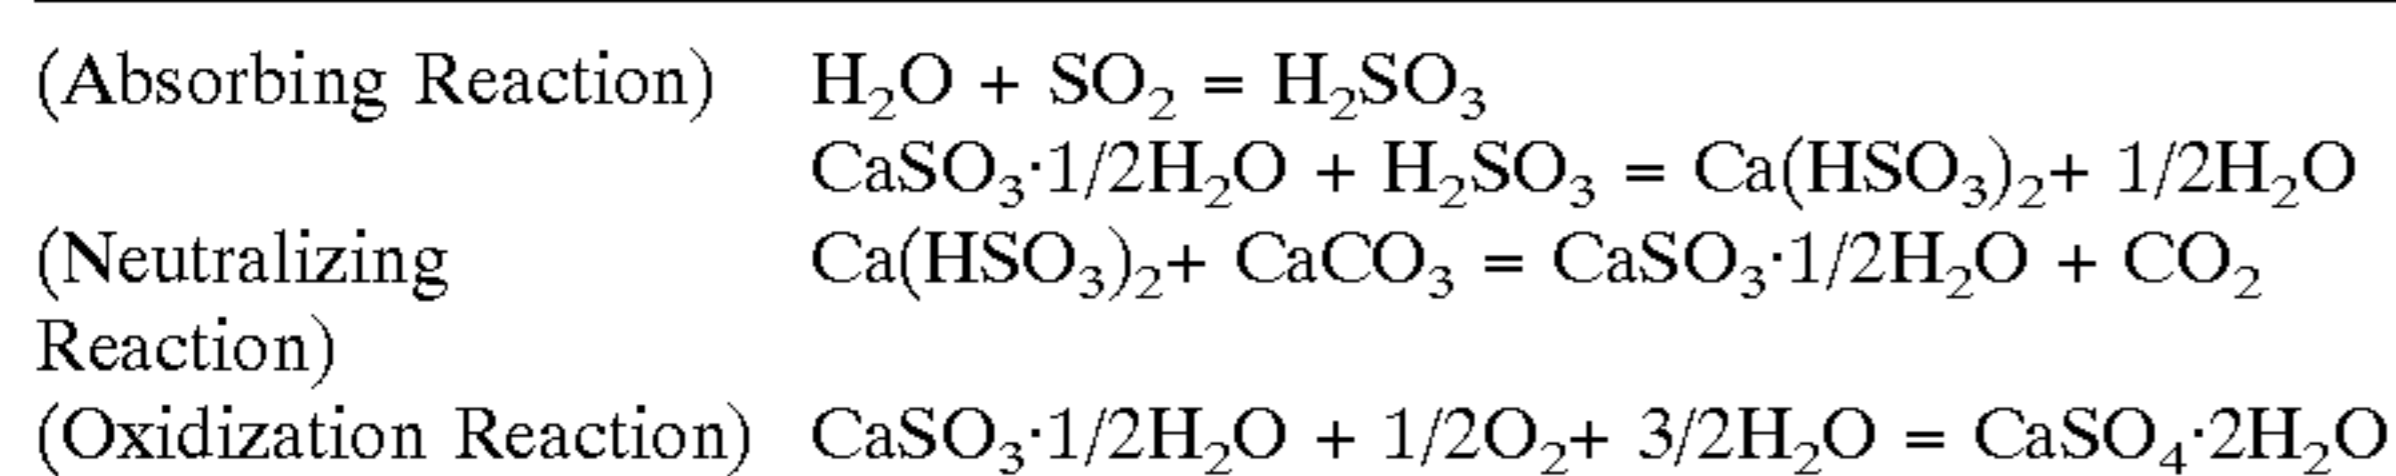 (Absorbing Reaction) H₂O + SO₂ = H₂SO₃
CaSO₃·1/2H₂O + H₂SO₃ = Ca(HSO₃)₂+ 1/2H₂O
(Neutralizing Ca(HSO₃)₂+ CaCO₃ = CaSO₃·1/2H₂O + CO₂
Reaction)
(Oxidization Reaction) CaSO₃·1/2H₂O + 1/2O₂+ 3/2H₂O = CaSO₄·2H₂O